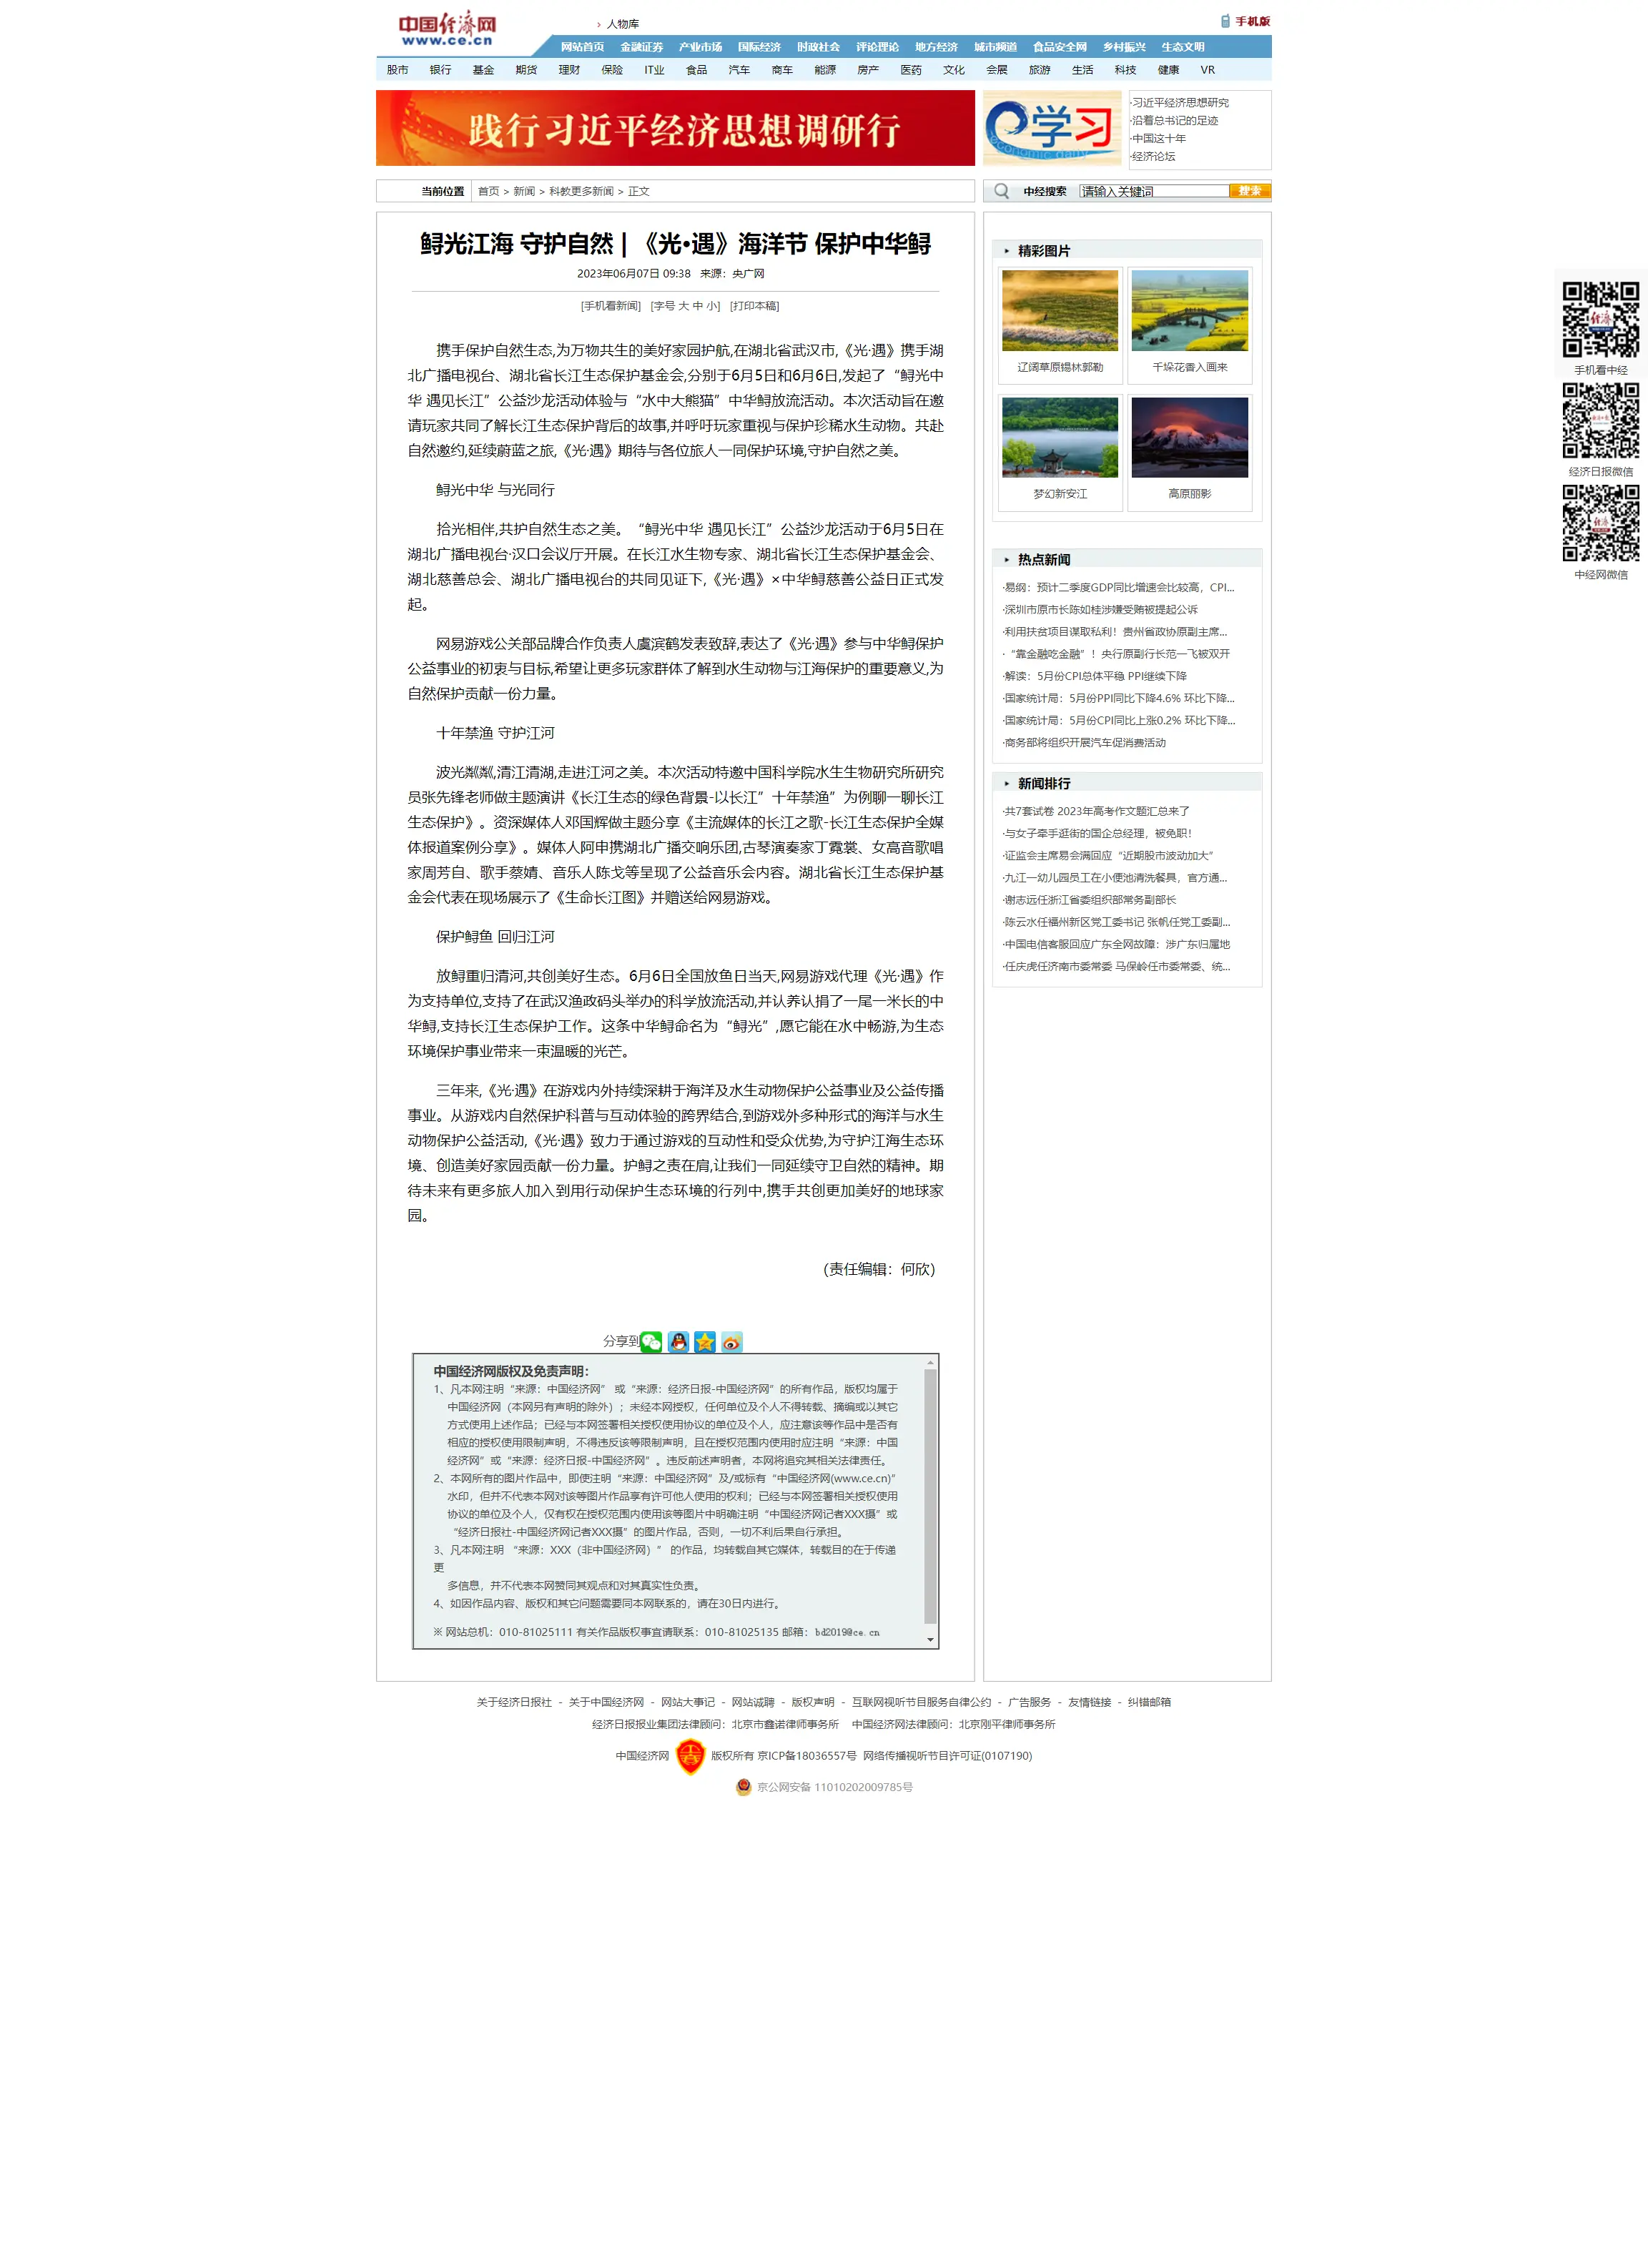 中国经济网
www.ce.cn
› 人物库
手机版
网站首页 金融证券 产业市场 国际经济 时政社会 评论理论 地方经济 城市频道 食品安全网 乡村振兴 生态文明
股市 银行 基金 期货 理财 保险 IT业 食品 汽车 商车 能源 房产 医药 文化 会展 旅游 生活 科技 健康 VR
践行习近平经济思想调研行
e学习
·习近平经济思想研究
·沿着总书记的足迹
·中国这十年
·经济论坛
当前位置 首页 > 新闻 > 科教更多新闻 > 正文
中经搜索 请输入关键词 搜索
鲟光江海 守护自然 | 《光•遇》海洋节 保护中华鲟
2023年06月07日 09:38 来源：央广网
[手机看新闻] [字号 大 中 小] [打印本稿]
携手保护自然生态,为万物共生的美好家园护航,在湖北省武汉市,《光·遇》携手湖
北广播电视台、湖北省长江生态保护基金会,分别于6月5日和6月6日,发起了“鲟光中
华 遇见长江”公益沙龙活动体验与“水中大熊猫”中华鲟放流活动。本次活动旨在邀
请玩家共同了解长江生态保护背后的故事,并呼吁玩家重视与保护珍稀水生动物。共赴
自然邀约,延续蔚蓝之旅,《光·遇》期待与各位旅人一同保护环境,守护自然之美。
鲟光中华 与光同行
拾光相伴,共护自然生态之美。“鲟光中华 遇见长江”公益沙龙活动于6月5日在
湖北广播电视台·汉口会议厅开展。在长江水生物专家、湖北省长江生态保护基金会、
湖北慈善总会、湖北广播电视台的共同见证下,《光·遇》×中华鲟慈善公益日正式发
起。
网易游戏公关部品牌合作负责人虞滨鹤发表致辞,表达了《光·遇》参与中华鲟保护
公益事业的初衷与目标,希望让更多玩家群体了解到水生动物与江海保护的重要意义,为
自然保护贡献一份力量。
十年禁渔 守护江河
波光粼粼,清江清湖,走进江河之美。本次活动特邀中国科学院水生生物研究所研究
员张先锋老师做主题演讲《长江生态的绿色背景-以长江”十年禁渔”为例聊一聊长江
生态保护》。资深媒体人邓国辉做主题分享《主流媒体的长江之歌-长江生态保护全媒
体报道案例分享》。媒体人阿申携湖北广播交响乐团,古琴演奏家丁霓裳、女高音歌唱
家周芳自、歌手蔡婧、音乐人陈戈等呈现了公益音乐会内容。湖北省长江生态保护基
金会代表在现场展示了《生命长江图》并赠送给网易游戏。
保护鲟鱼 回归江河
放鲟重归清河,共创美好生态。6月6日全国放鱼日当天,网易游戏代理《光·遇》作
为支持单位,支持了在武汉渔政码头举办的科学放流活动,并认养认捐了一尾一米长的中
华鲟,支持长江生态保护工作。这条中华鲟命名为“鲟光”,愿它能在水中畅游,为生态
环境保护事业带来一束温暖的光芒。
三年来,《光·遇》在游戏内外持续深耕于海洋及水生动物保护公益事业及公益传播
事业。从游戏内自然保护科普与互动体验的跨界结合,到游戏外多种形式的海洋与水生
动物保护公益活动,《光·遇》致力于通过游戏的互动性和受众优势,为守护江海生态环
境、创造美好家园贡献一份力量。护鲟之责在肩,让我们一同延续守卫自然的精神。期
待未来有更多旅人加入到用行动保护生态环境的行列中,携手共创更加美好的地球家
园。
（责任编辑：何欣）
分享到
中国经济网版权及免责声明：
1、凡本网注明“来源：中国经济网” 或“来源：经济日报-中国经济网”的所有作品，版权均属于
中国经济网（本网另有声明的除外）；未经本网授权，任何单位及个人不得转载、摘编或以其它
方式使用上述作品；已经与本网签署相关授权使用协议的单位及个人，应注意该等作品中是否有
相应的授权使用限制声明，不得违反该等限制声明，且在授权范围内使用时应注明“来源：中国
经济网”或“来源：经济日报-中国经济网”。违反前述声明者，本网将追究其相关法律责任。
2、本网所有的图片作品中，即使注明“来源：中国经济网”及/或标有“中国经济网(www.ce.cn)”
水印，但并不代表本网对该等图片作品享有许可他人使用的权利；已经与本网签署相关授权使用
协议的单位及个人，仅有权在授权范围内使用该等图片中明确注明“中国经济网记者XXX摄”或
“经济日报社-中国经济网记者XXX摄”的图片作品，否则，一切不利后果自行承担。
3、凡本网注明 “来源：XXX（非中国经济网）” 的作品，均转载自其它媒体，转载目的在于传递
更
多信息，并不代表本网赞同其观点和对其真实性负责。
4、如因作品内容、版权和其它问题需要同本网联系的，请在30日内进行。
※ 网站总机：010-81025111 有关作品版权事宜请联系：010-81025135 邮箱：bd2019@ce.cn
精彩图片
辽阔草原锡林郭勒
千垛花香入画来
梦幻新安江
高原丽影
热点新闻
·易纲：预计二季度GDP同比增速会比较高，CPI...
·深圳市原市长陈如桂涉嫌受贿被提起公诉
·利用扶贫项目谋取私利！贵州省政协原副主席...
·“靠金融吃金融”！央行原副行长范一飞被双开
·解读：5月份CPI总体平稳 PPI继续下降
·国家统计局：5月份PPI同比下降4.6% 环比下降...
·国家统计局：5月份CPI同比上涨0.2% 环比下降...
·商务部将组织开展汽车促消费活动
新闻排行
·共7套试卷 2023年高考作文题汇总来了
·与女子牵手逛街的国企总经理，被免职！
·证监会主席易会满回应“近期股市波动加大”
·九江一幼儿园员工在小便池清洗餐具，官方通...
·谢志远任浙江省委组织部常务副部长
·陈云水任福州新区党工委书记 张帆任党工委副...
·中国电信客服回应广东全网故障：涉广东归属地
·任庆虎任济南市委常委 马保岭任市委常委、统...
手机看中经
经济日报微信
中经网微信
关于经济日报社 - 关于中国经济网 - 网站大事记 - 网站诚聘 - 版权声明 - 互联网视听节目服务自律公约 - 广告服务 - 友情链接 - 纠错邮箱
经济日报报业集团法律顾问：北京市鑫诺律师事务所 中国经济网法律顾问：北京刚平律师事务所
中国经济网 版权所有 京ICP备18036557号 网络传播视听节目许可证(0107190)
京公网安备 11010202009785号